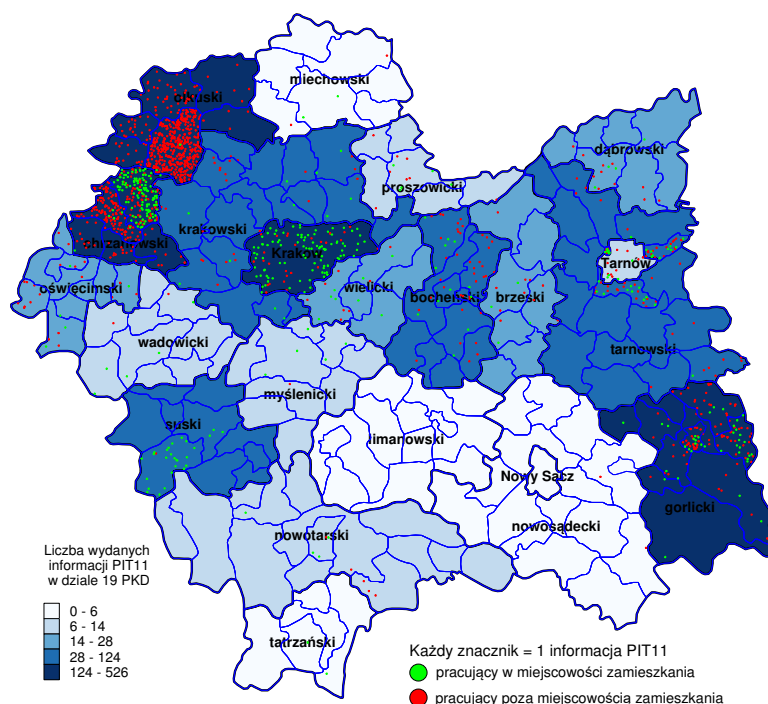 miechowski
olkuski
dąbrowski
proszowicki
krakowski
chrzanowski
Kraków
Tarnów
oświęcimski
wielicki
bocheński
brzeski
wadowicki
tarnowski
myślenicki
suski
limanowski
Nowy Sącz
gorlicki
nowosądecki
nowotarski
tatrzański
Liczba wydanych
informacji PIT11
w dziale 19 PKD
0 - 6
6 - 14
14 - 28
28 - 124
124 - 526
Każdy znacznik = 1 informacja PIT11
pracujący w miejscowości zamieszkania
pracujący poza miejscowością zamieszkania